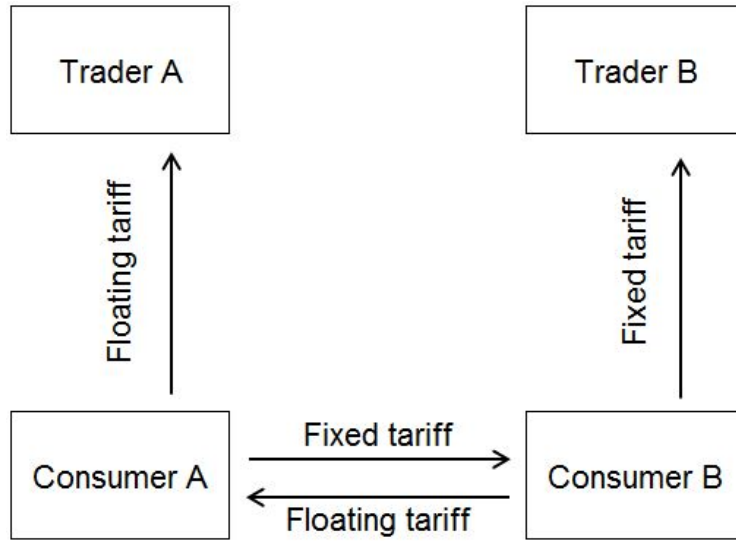 Trader A
Trader B
Floating tariff
Fixed tariff
Consumer A
Fixed tariff
Floating tariff
Consumer B